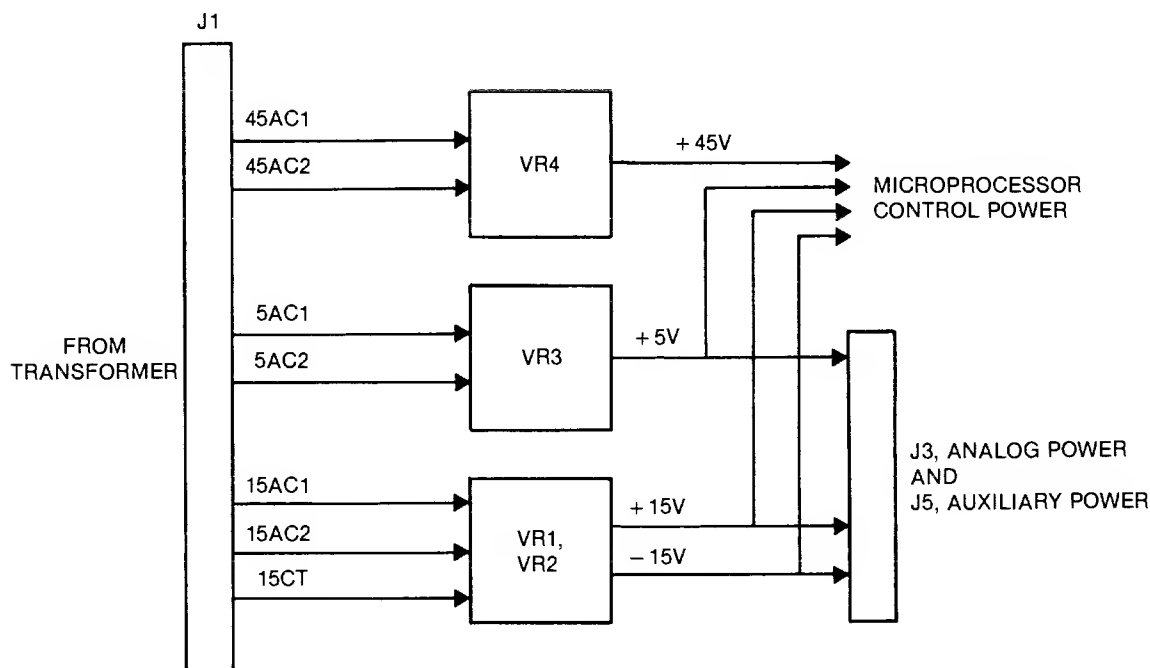 J1
45AC1
45AC2
VR4
+ 45V
MICROPROCESSOR
CONTROL POWER
FROM
TRANSFORMER
5AC1
5AC2
VR3
+ 5V
15AC1
15AC2
15CT
VR1,
VR2
+ 15V
− 15V
J3, ANALOG POWER
AND
J5, AUXILIARY POWER